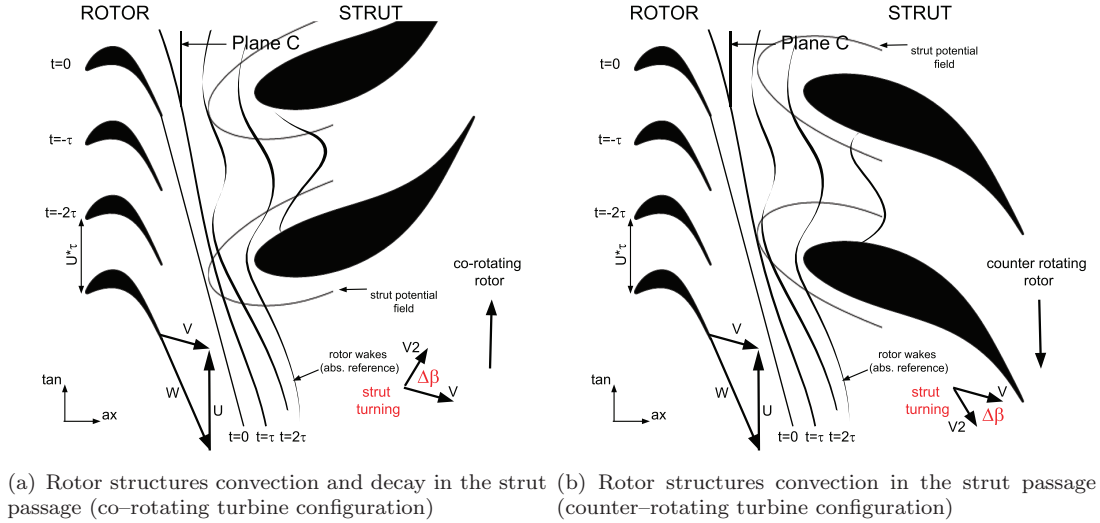 ROTOR
STRUT
Plane C
t=0
t=-τ
t=-2τ
U*τ
strut potential
field
co-rotating
rotor
V
W
U
rotor wakes
(abs. reference)
V2
Δβ
V
strut
turning
tan
ax
t=0 t=τ t=2τ
(a) Rotor structures convection and decay in the strut
passage (co–rotating turbine configuration)
ROTOR
STRUT
Plane C
strut potential
field
t=0
t=-τ
t=-2τ
U*τ
counter rotating
rotor
V
W
U
rotor wakes
(abs. reference)
strut
turning
V
V2
Δβ
tan
ax
t=0 t=τ t=2τ
(b) Rotor structures convection in the strut passage
(counter–rotating turbine configuration)